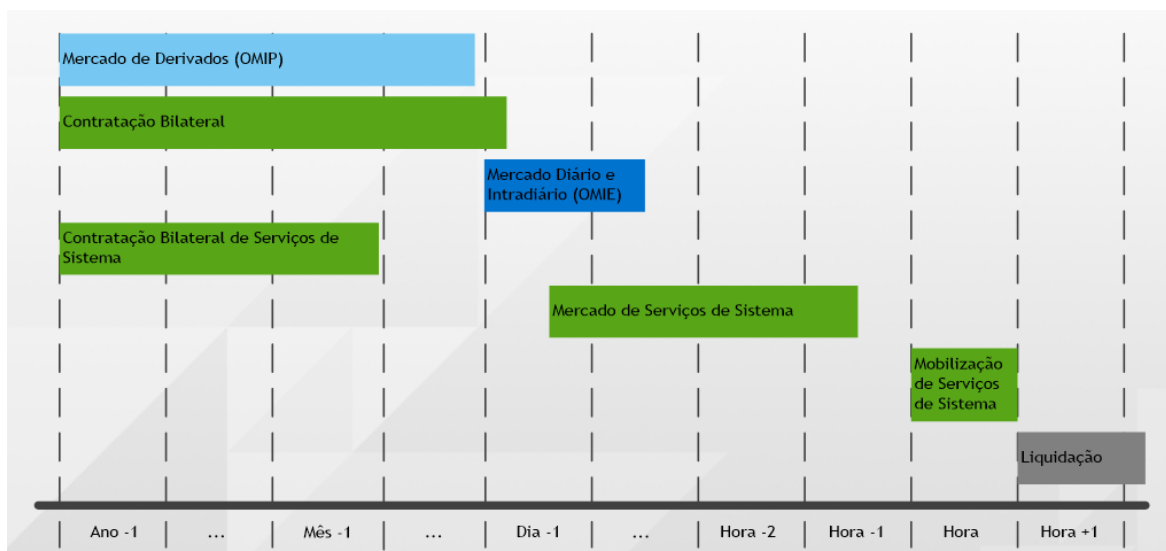 Mercado de Derivados (OMIP)
Contratação Bilateral
Mercado Diário e
Intradiário (OMIE)
Contratação Bilateral de Serviços de
Sistema
Mercado de Serviços de Sistema
Mobilização
de Serviços
de Sistema
Liquidação
Ano -1 ... Mês -1 ... Dia -1 ... Hora -2 Hora -1 Hora Hora +1